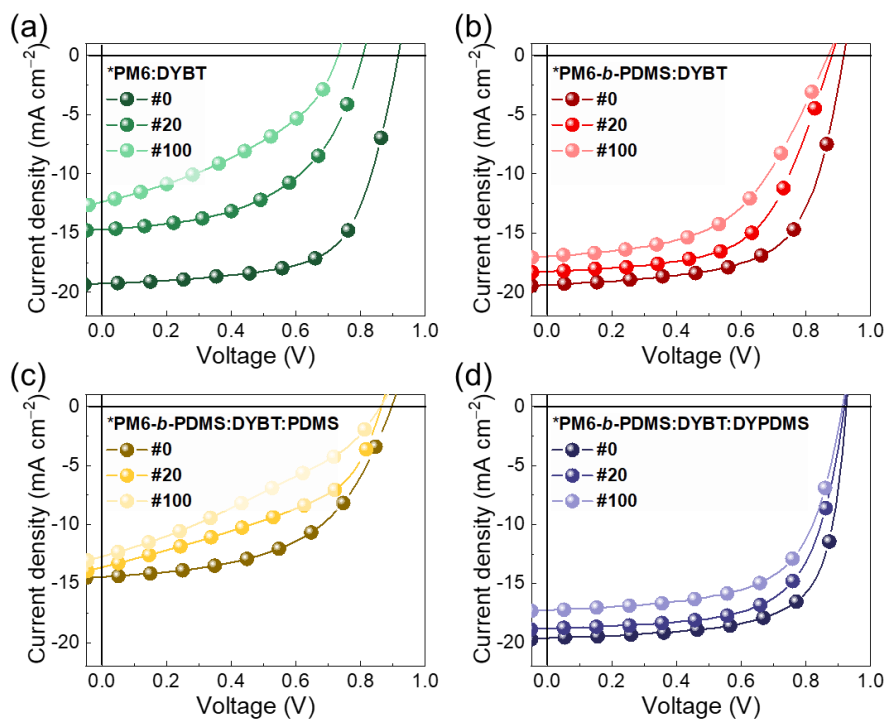 (a)
*PM6:DYBT
#0
#20
#100
0
-5
-10
-15
-20
0.0 0.2 0.4 0.6 0.8 1.0
Current density (mA cm−2)
Voltage (V)
(b)
*PM6-b-PDMS:DYBT
#0
#20
#100
0
-5
-10
-15
-20
0.0 0.2 0.4 0.6 0.8 1.0
Current density (mA cm−2)
Voltage (V)
(c)
*PM6-b-PDMS:DYBT:PDMS
#0
#20
#100
0
-5
-10
-15
-20
0.0 0.2 0.4 0.6 0.8 1.0
Current density (mA cm−2)
Voltage (V)
(d)
*PM6-b-PDMS:DYBT:DYPDMS
#0
#20
#100
0
-5
-10
-15
-20
0.0 0.2 0.4 0.6 0.8 1.0
Current density (mA cm−2)
Voltage (V)